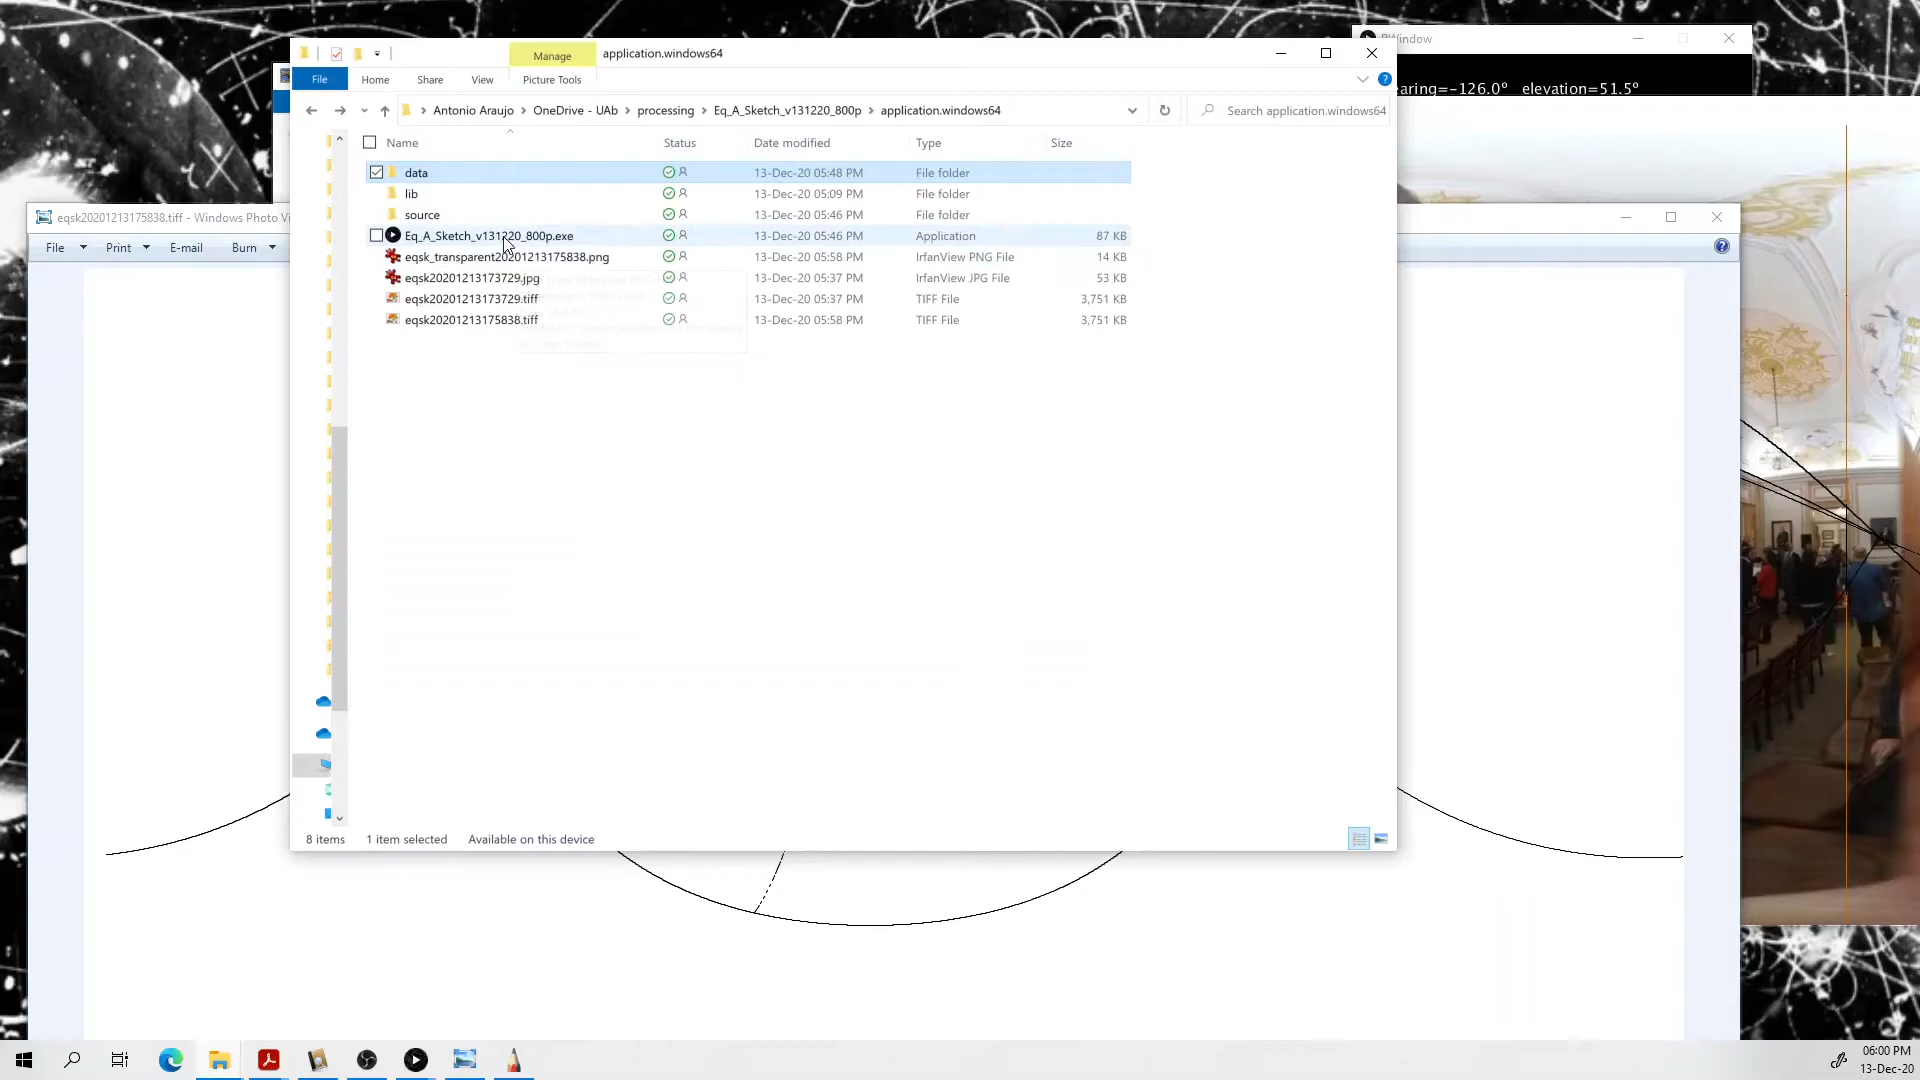 Manage
application.windows64
File
Home
Share
View
Picture Tools
Antonio Araujo
OneDrive - UAb
processing
Eq_A_Sketch_v131220_800p
application.windows64
Search application.windows64
Name
Status
Date modified
Type
Size
data
13-Dec-20 05:48 PM
File folder
lib
13-Dec-20 05:09 PM
File folder
source
13-Dec-20 05:46 PM
File folder
Eq_A_Sketch_v131220_800p.exe
13-Dec-20 05:46 PM
Application
87 KB
eqsk_transparent20201213175838.png
13-Dec-20 05:58 PM
IrfanView PNG File
14 KB
eqsk20201213173729.jpg
13-Dec-20 05:37 PM
IrfanView JPG File
53 KB
eqsk20201213173729.tiff
13-Dec-20 05:37 PM
TIFF File
3,751 KB
eqsk20201213175838.tiff
13-Dec-20 05:58 PM
TIFF File
3,751 KB
8 items
1 item selected
Available on this device
eqsk20201213175838.tiff - Windows Photo Vi
File
Print
E-mail
Burn
Window
earing=-126.0º elevation=51.5º
06:00 PM
13-Dec-20